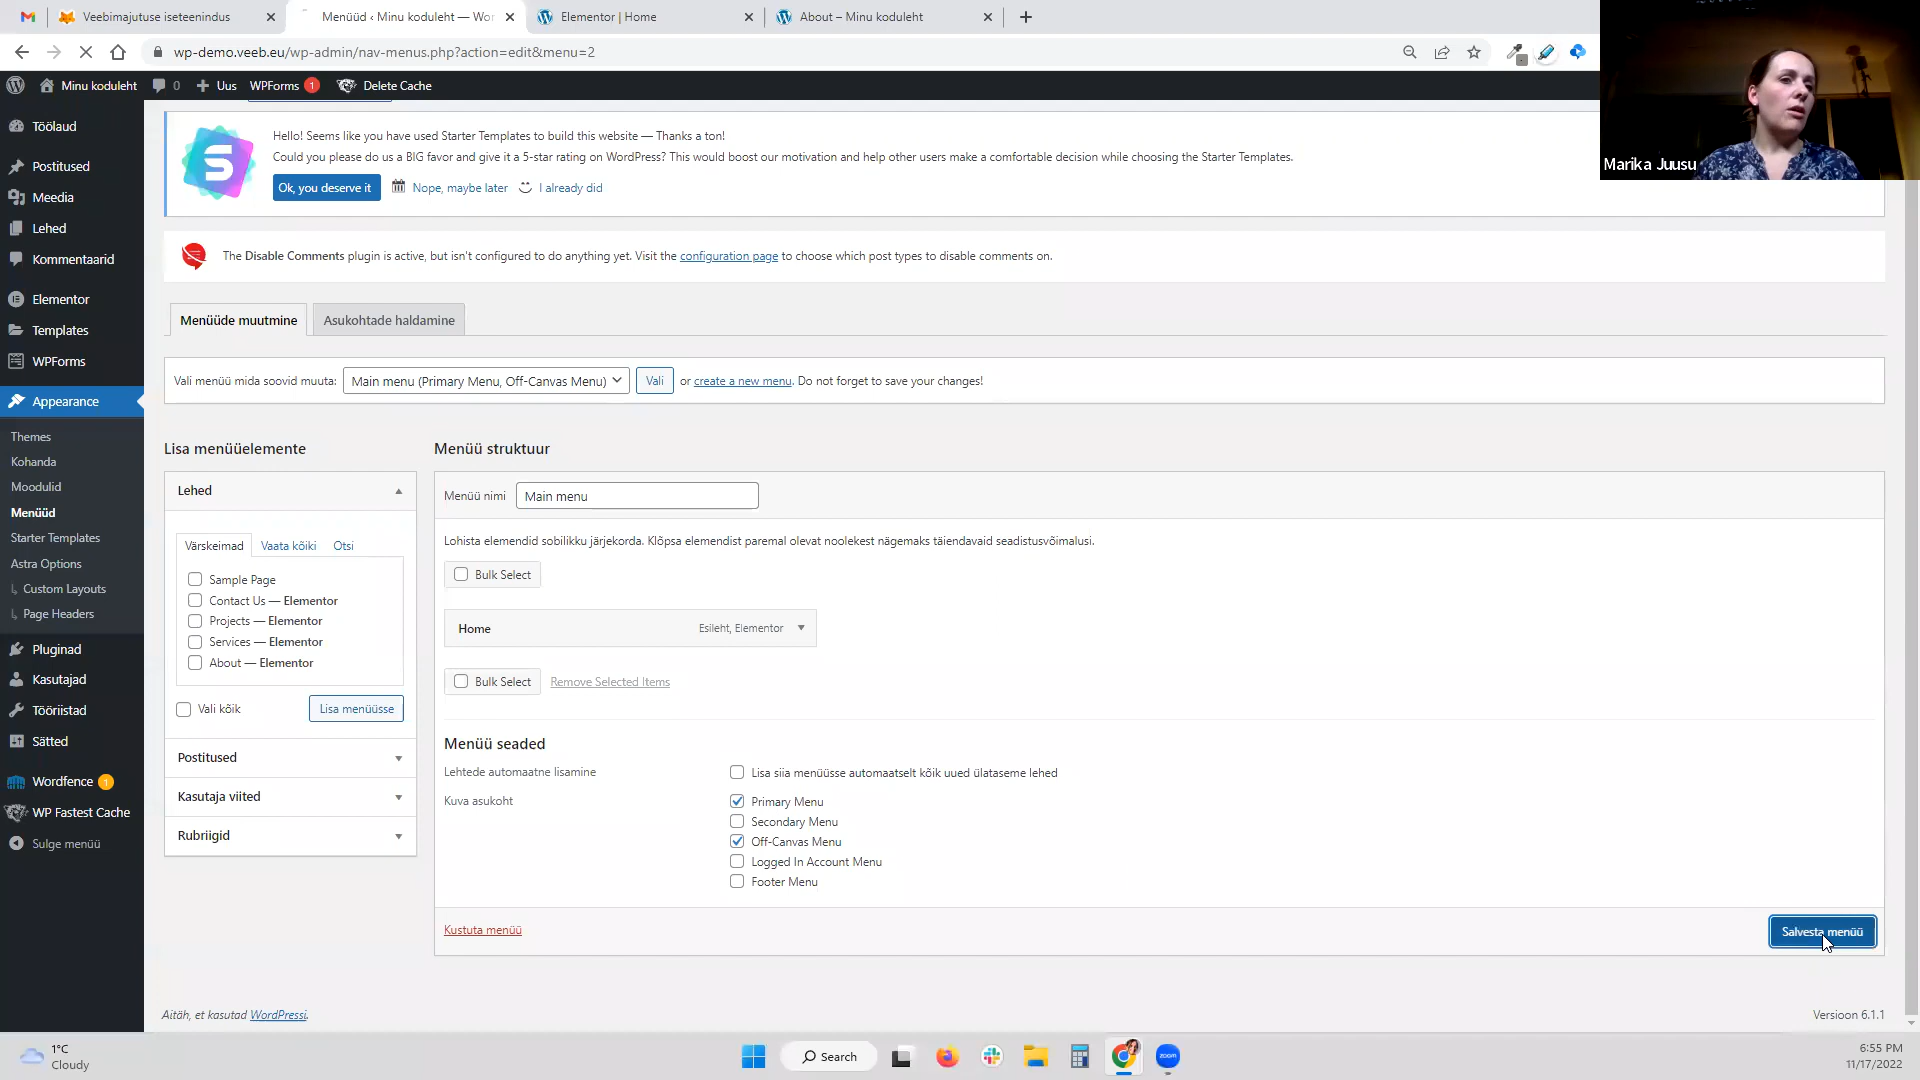 Veebimajutuse iseteenindus
Menüüd ‹ Minu koduleht — Wor
Elementor | Home
About – Minu koduleht
wp-demo.veeb.eu/wp-admin/nav-menus.php?action=edit&menu=2
Minu koduleht
0
Uus
WPForms 1
Delete Cache
Marika Juusu
Töölaud
Postitused
Meedia
Lehed
Kommentaarid
Elementor
Templates
WPForms
Appearance
Themes
Kohanda
Moodulid
Menüüd
Starter Templates
Astra Options
Custom Layouts
Page Headers
Pluginad
Kasutajad
Tööriistad
Sätted
Wordfence 1
WP Fastest Cache
Sulge menüü
Hello! Seems like you have used Starter Templates to build this website — Thanks a ton!
Could you please do us a BIG favor and give it a 5-star rating on WordPress? This would boost our motivation and help other users make a comfortable decision while choosing the Starter Templates.
Ok, you deserve it
Nope, maybe later
I already did
The Disable Comments plugin is active, but isn't configured to do anything yet. Visit the configuration page to choose which post types to disable comments on.
Menüüde muutmine
Asukohtade haldamine
Vali menüü mida soovid muuta:
Main menu (Primary Menu, Off-Canvas Menu)
Vali
or create a new menu. Do not forget to save your changes!
Lisa menüüelemente
Lehed
Värskeimad
Vaata kõiki
Otsi
Sample Page
Contact Us — Elementor
Projects — Elementor
Services — Elementor
About — Elementor
Vali kõik
Lisa menüüsse
Postitused
Kasutaja viited
Rubriigid
Menüü struktuur
Menüü nimi
Main menu
Lohista elemendid sobilikku järjekorda. Klõpsa elemendist paremal olevat noolekest nägemaks täiendavaid seadistusvõimalusi.
Bulk Select
Home
Esileht, Elementor
Bulk Select
Remove Selected Items
Menüü seaded
Lehtede automaatne lisamine
Lisa siia menüüsse automaatselt kõik uued ülataseme lehed
Kuva asukoht
Primary Menu
Secondary Menu
Off-Canvas Menu
Logged In Account Menu
Footer Menu
Kustuta menüü
Salvesta menüü
Aitäh, et kasutad WordPressi.
Versioon 6.1.1
1°C
Cloudy
Search
zoom
6:55 PM
11/17/2022